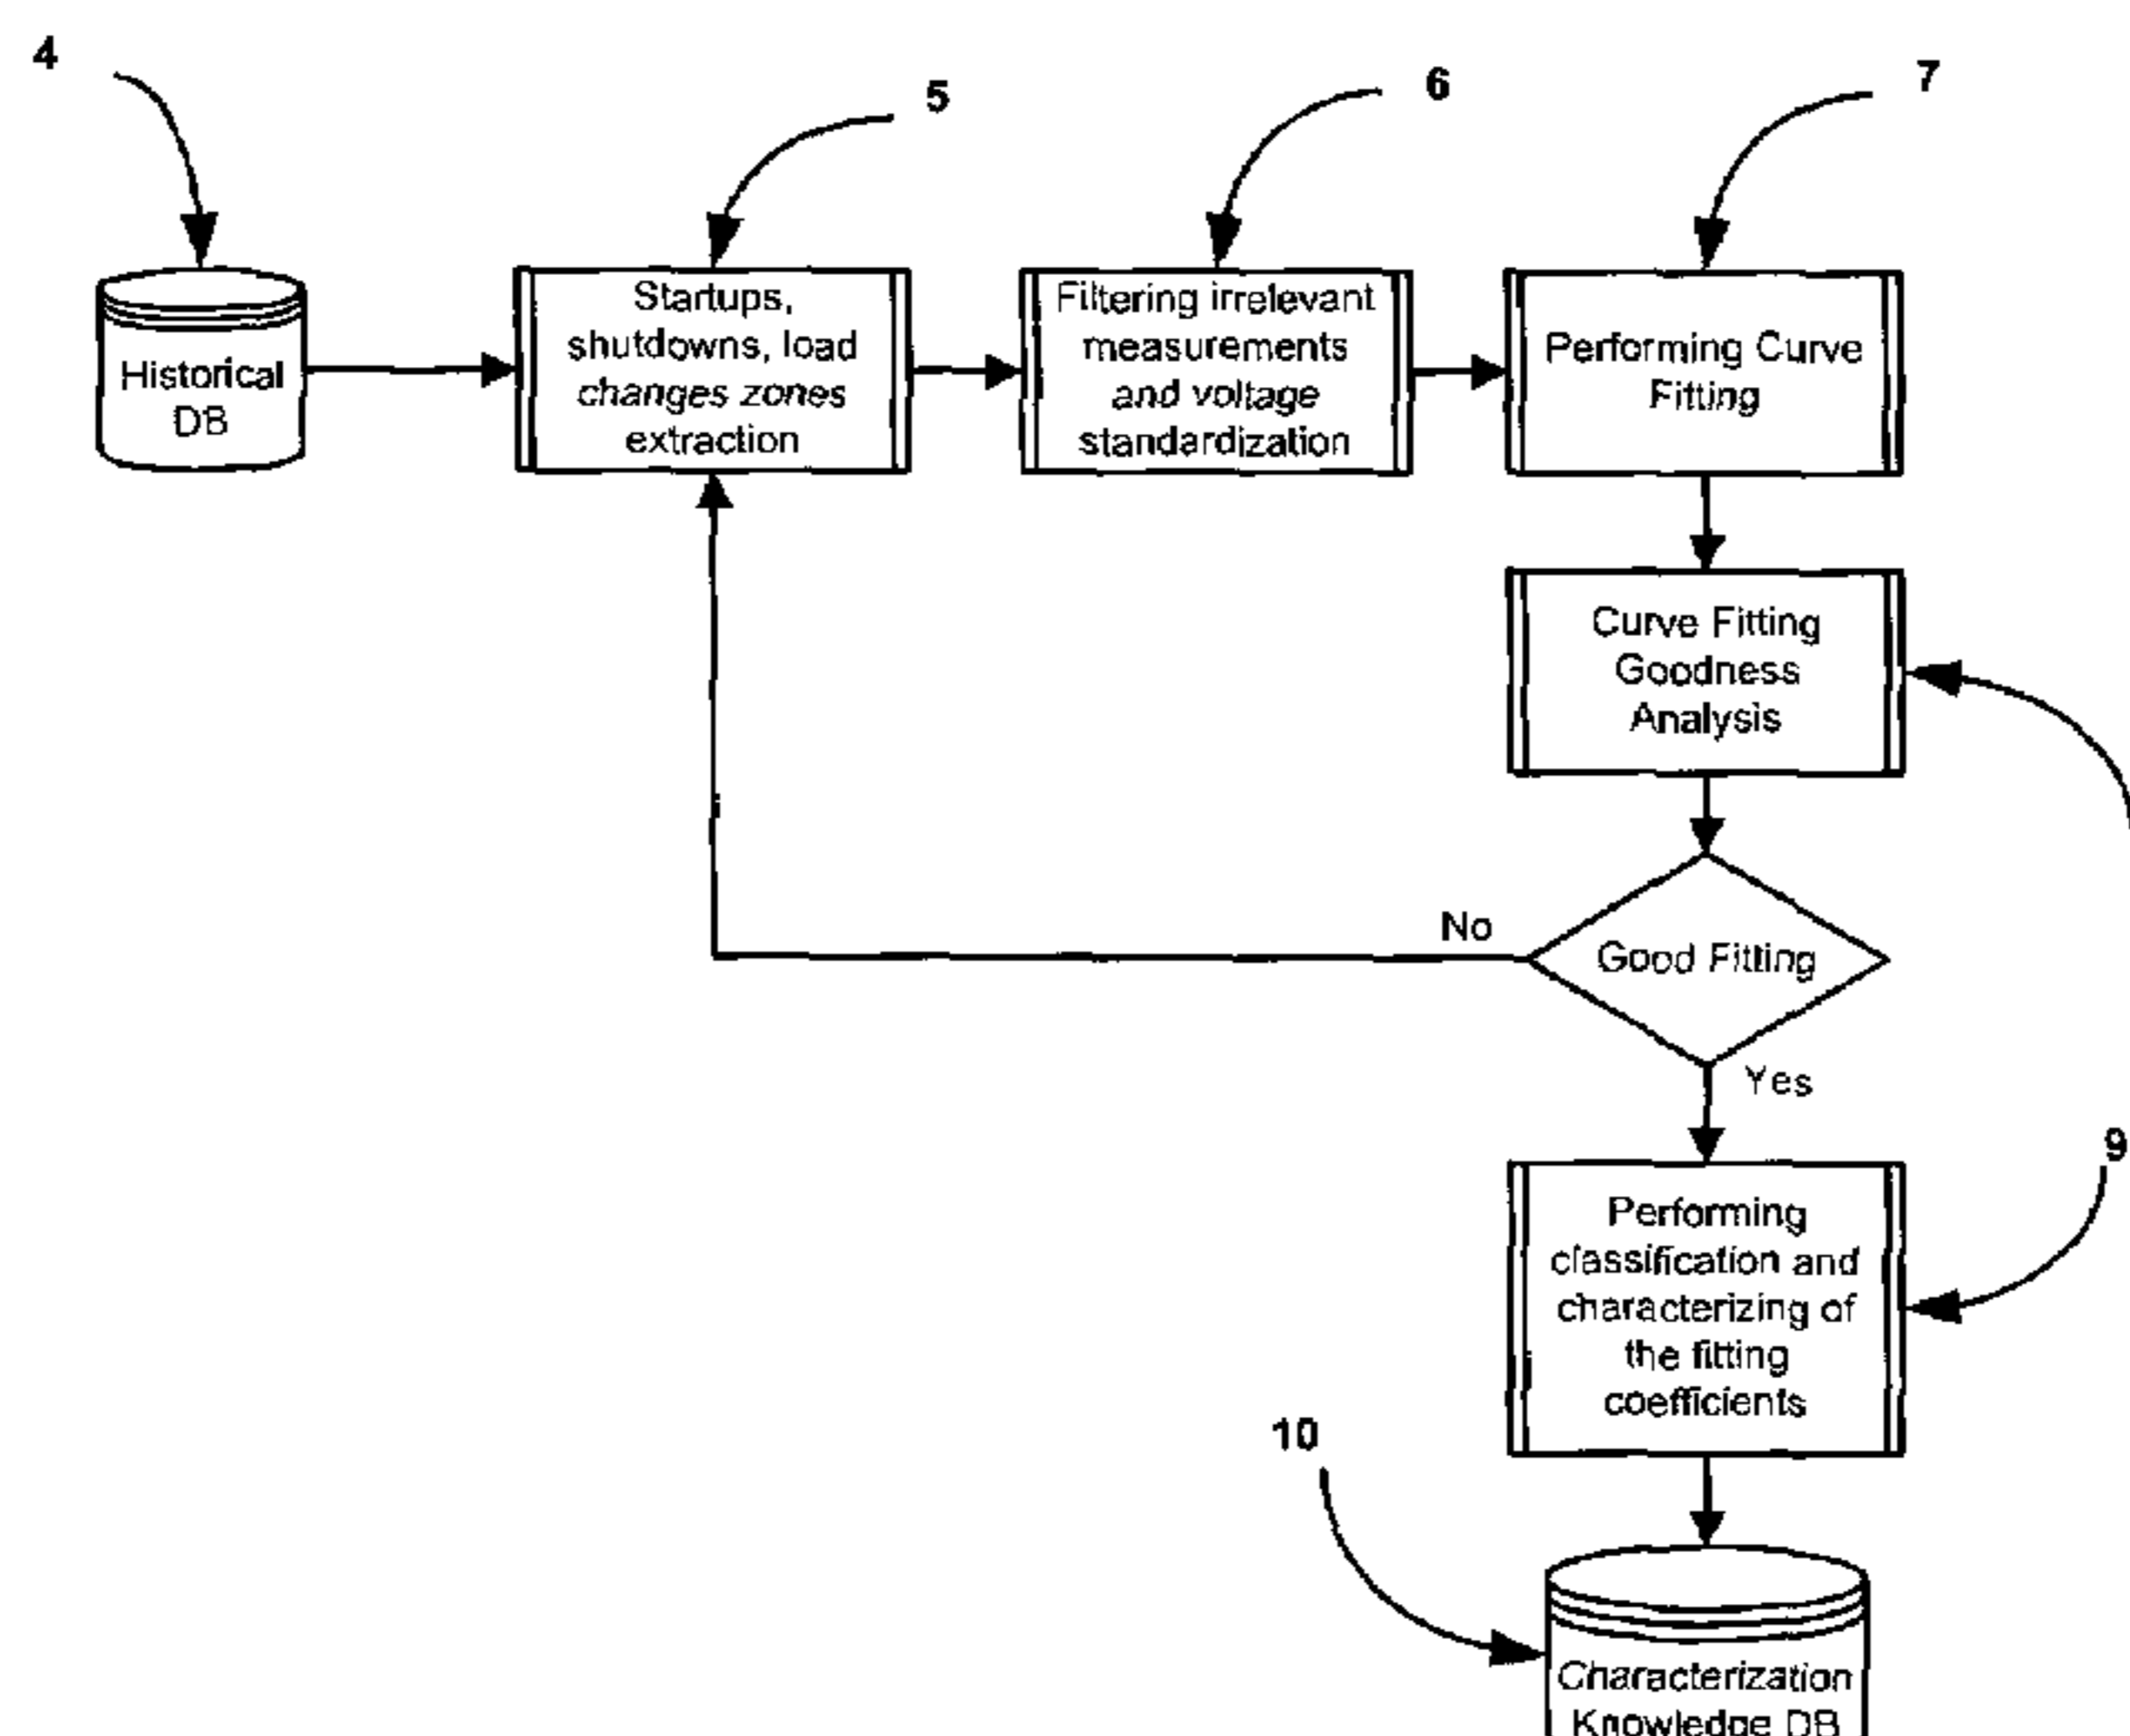 4
5
6
7
Historical
DB
Startups,
shutdowns, load
changes zones
extraction
Filtering irrelevant
measurements
and voltage
standardization
Performing Curve
Fitting
Curve Fitting
Goodness
Analysis
No
Good Fitting
Yes
9
Performing
classification and
characterizing of
the fitting
coefficients
10
Characterization
Knowledge DB